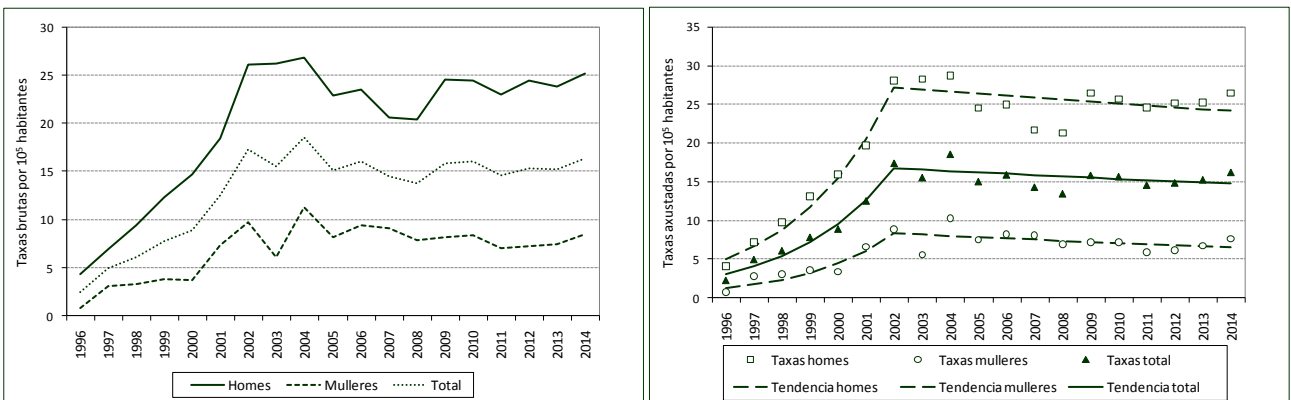 Taxas brutas por 10⁵ habitantes
30
25
20
15
10
5
0
1996 1997 1998 1999 2000 2001 2002 2003 2004 2005 2006 2007 2008 2009 2010 2011 2012 2013 2014
Homes Mulleres Total
Taxas axustadas por 10⁵ habitantes
35
30
25
20
15
10
5
0
1996 1997 1998 1999 2000 2001 2002 2003 2004 2005 2006 2007 2008 2009 2010 2011 2012 2013 2014
Taxas homes Taxas mulleres Taxas total
Tendencia homes Tendencia mulleres Tendencia total